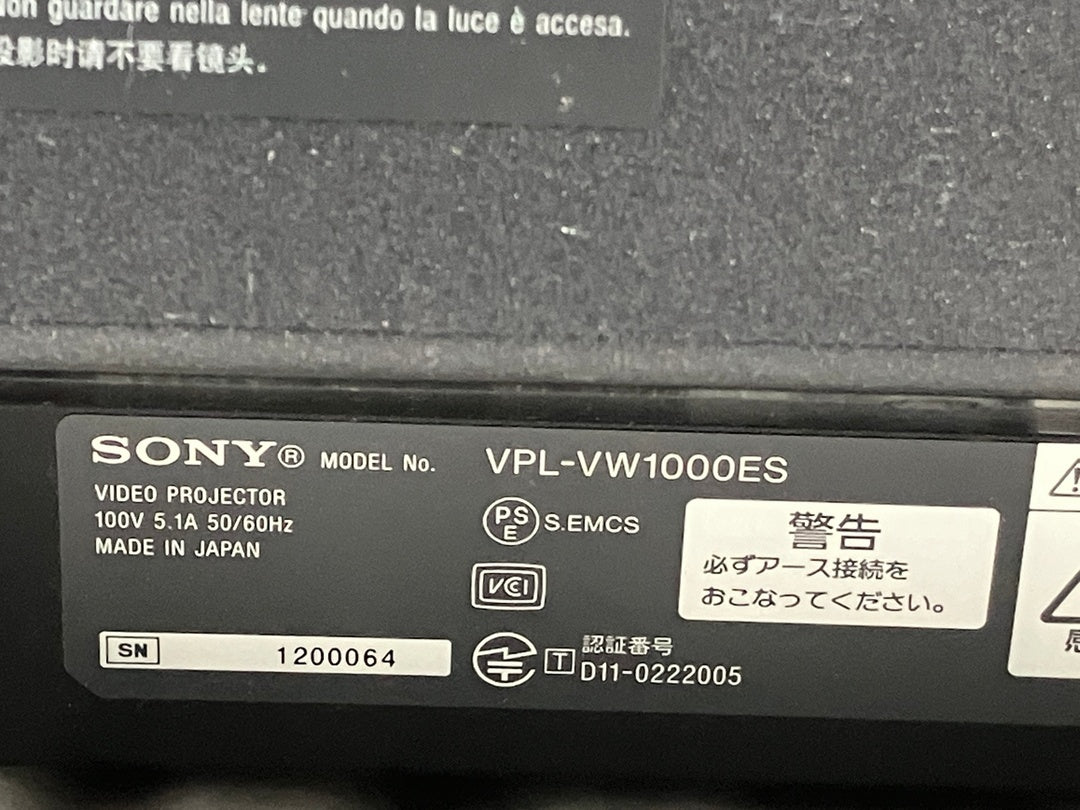 non guardare nella lente quando la luce è accesa.
投影时请不要看镜头。
SONY® MODEL No. VPL-VW1000ES
VIDEO PROJECTOR
100V 5.1A 50/60Hz
MADE IN JAPAN
PS
E
S.EMCS
VCI
警告
必ずアース接続を
おこなってください。
SN 1200064
T
認証番号
D11-0222005
感